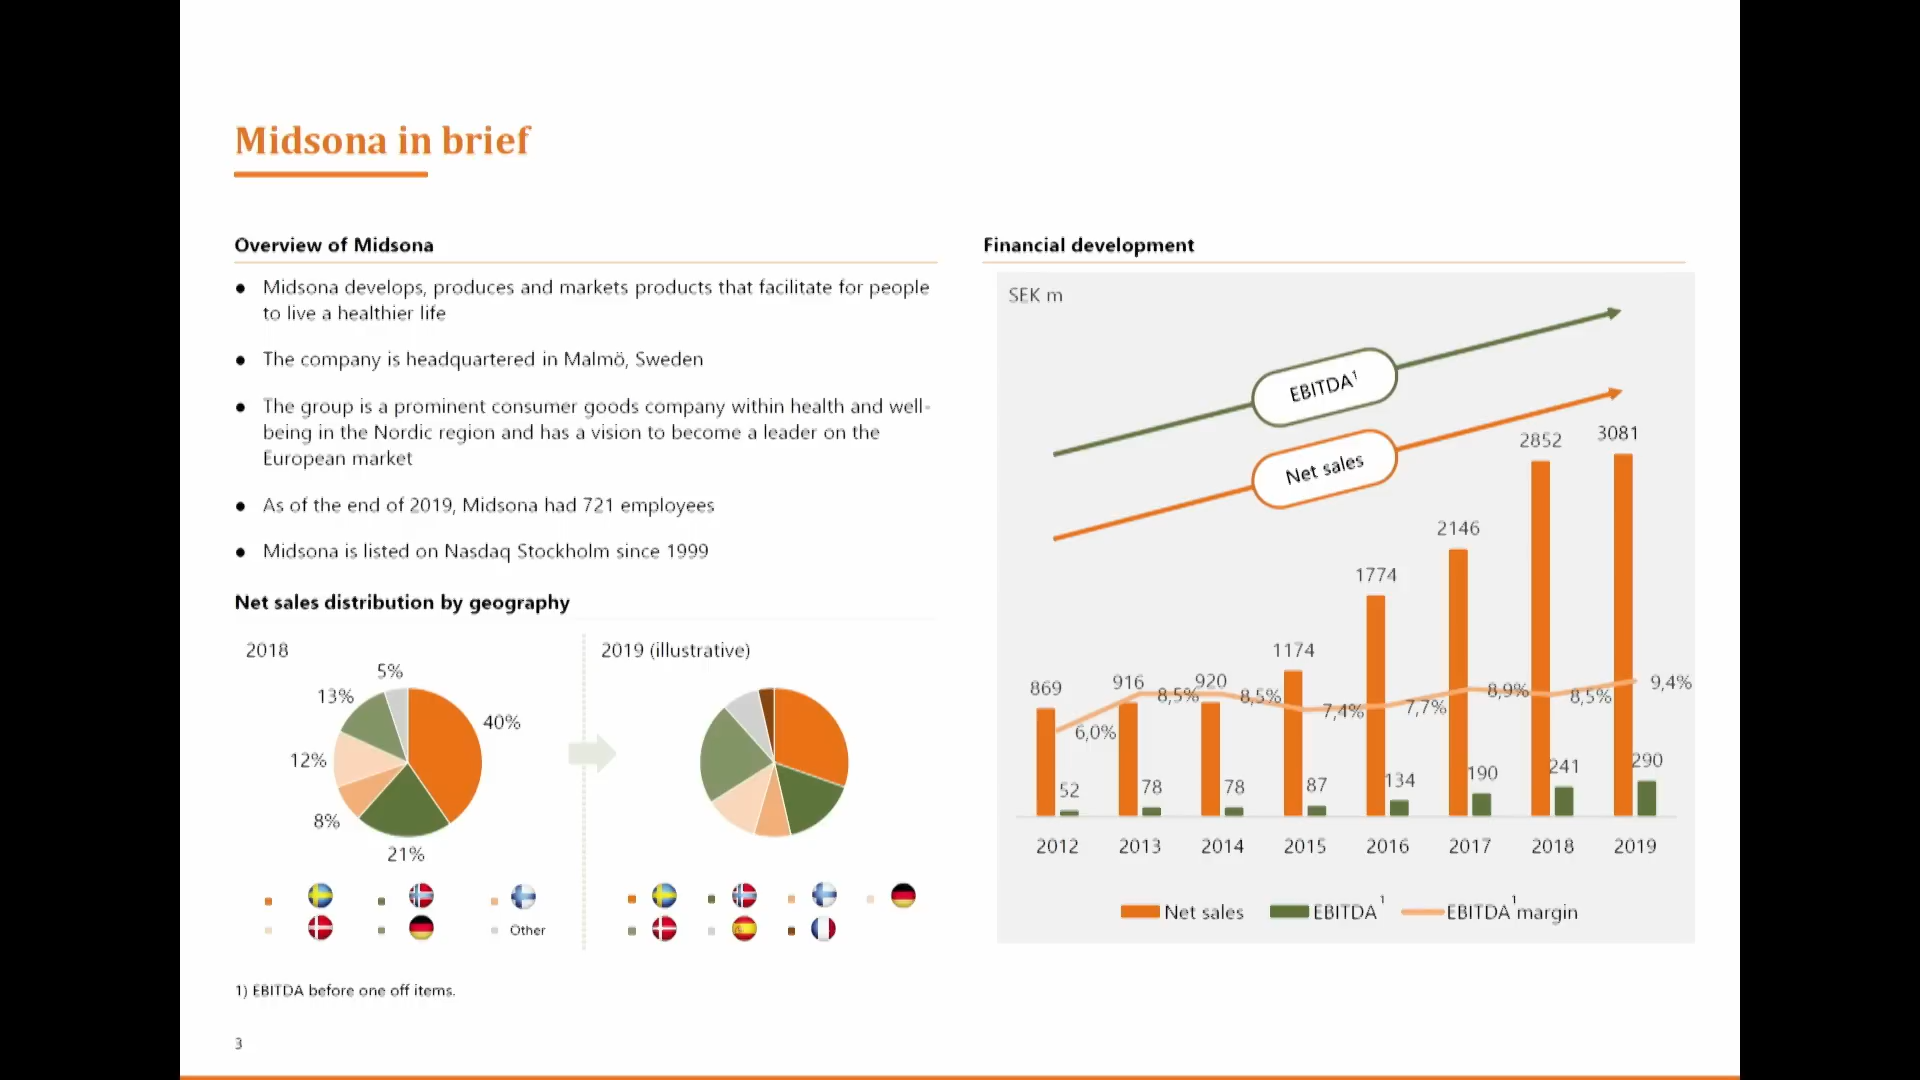 Midsona in brief
Overview of Midsona
● Midsona develops, produces and markets products that facilitate for people
to live a healthier life
● The company is headquartered in Malmö, Sweden
● The group is a prominent consumer goods company within health and well-
being in the Nordic region and has a vision to become a leader on the
European market
● As of the end of 2019, Midsona had 721 employees
● Midsona is listed on Nasdaq Stockholm since 1999
Net sales distribution by geography
2018
5%
13%
40%
12%
8%
21%
Other
2019 (illustrative)
Financial development
SEK m
EBITDA¹
Net sales
869 916 920 1174 1774 2146 2852 3081
6,0% 8,5% 8,5% 7,4% 7,7% 8,9% 8,5% 9,4%
52 78 78 87 134 190 241 290
2012 2013 2014 2015 2016 2017 2018 2019
Net sales EBITDA¹ EBITDA¹ margin
1) EBITDA before one off items.
3